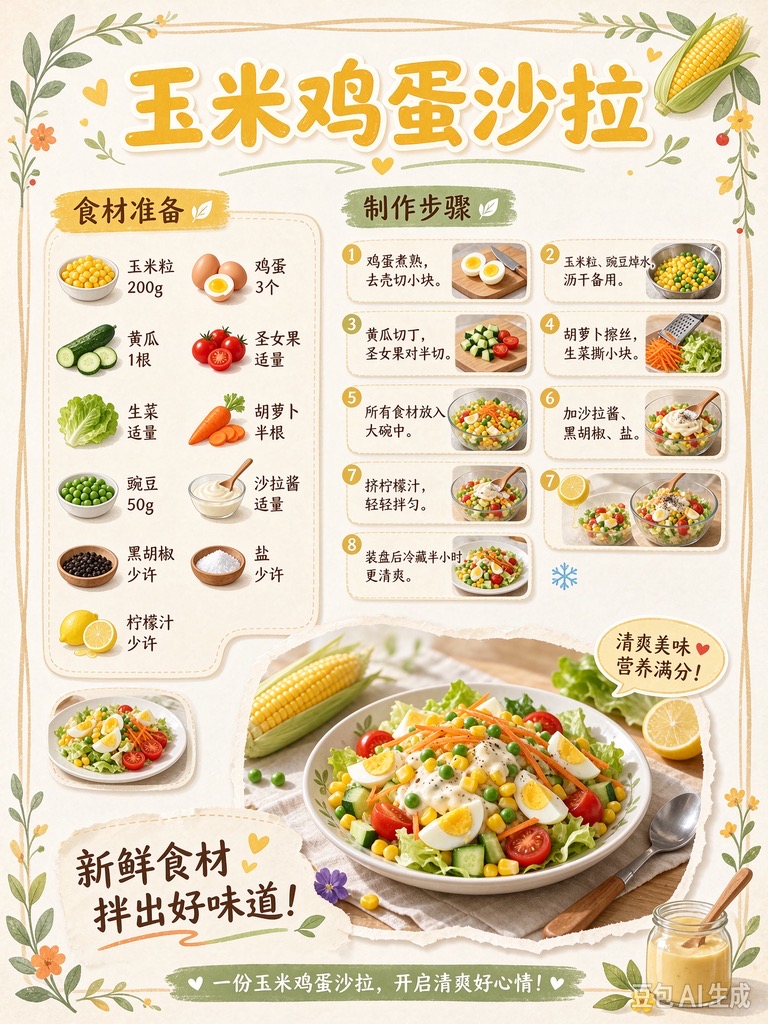 玉米鸡蛋沙拉
食材准备
玉米粒
200g
鸡蛋
3个
黄瓜
1根
圣女果
适量
生菜
适量
胡萝卜
半根
豌豆
50g
沙拉酱
适量
黑胡椒
少许
盐
少许
柠檬汁
少许
制作步骤
1
鸡蛋煮熟，
去壳切小块。
2
玉米粒、豌豆焯水，
沥干备用。
3
黄瓜切丁，
圣女果对半切。
4
胡萝卜擦丝，
生菜撕小块。
5
所有食材放入
大碗中。
6
加沙拉酱、
黑胡椒、盐。
7
挤柠檬汁，
轻轻拌匀。
7
8
装盘后冷藏半小时
更清爽。
清爽美味
营养满分！
新鲜食材
拌出好味道！
一份玉米鸡蛋沙拉，开启清爽好心情！
豆包AI生成